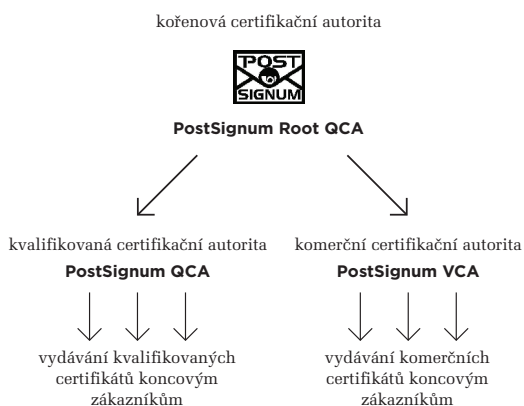 kořenová certifikační autorita
POST
SIGNUM
PostSignum Root QCA
kvalifikovaná certifikační autorita
PostSignum QCA
komerční certifikační autorita
PostSignum VCA
vydávání kvalifikovaných
certifikátů koncovým
zákazníkům
vydávání komerčních
certifikátů koncovým
zákazníkům